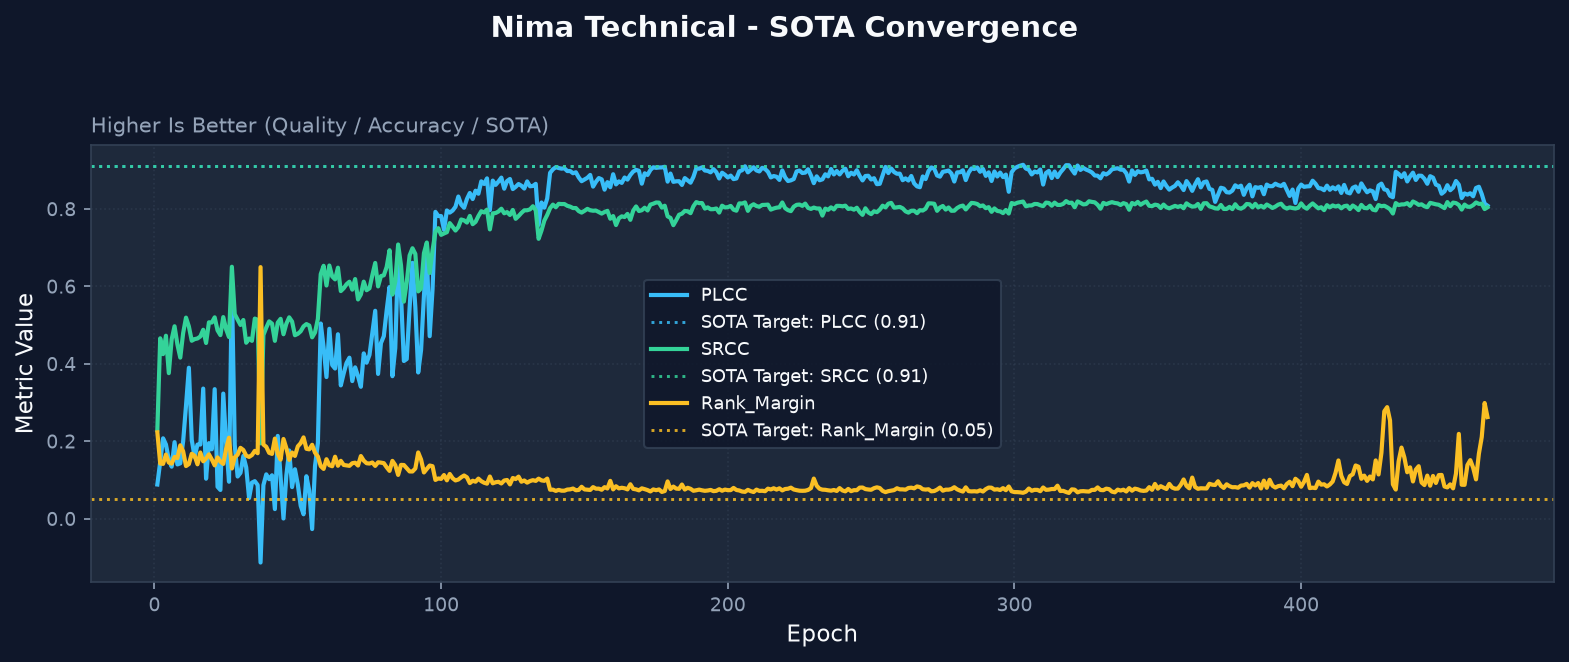 Nima Technical - SOTA Convergence
Higher Is Better (Quality / Accuracy / SOTA)
Metric Value
0.8
0.6
0.4
0.2
0.0
PLCC
SOTA Target: PLCC (0.91)
SRCC
SOTA Target: SRCC (0.91)
Rank_Margin
SOTA Target: Rank_Margin (0.05)
0 100 200 300 400
Epoch